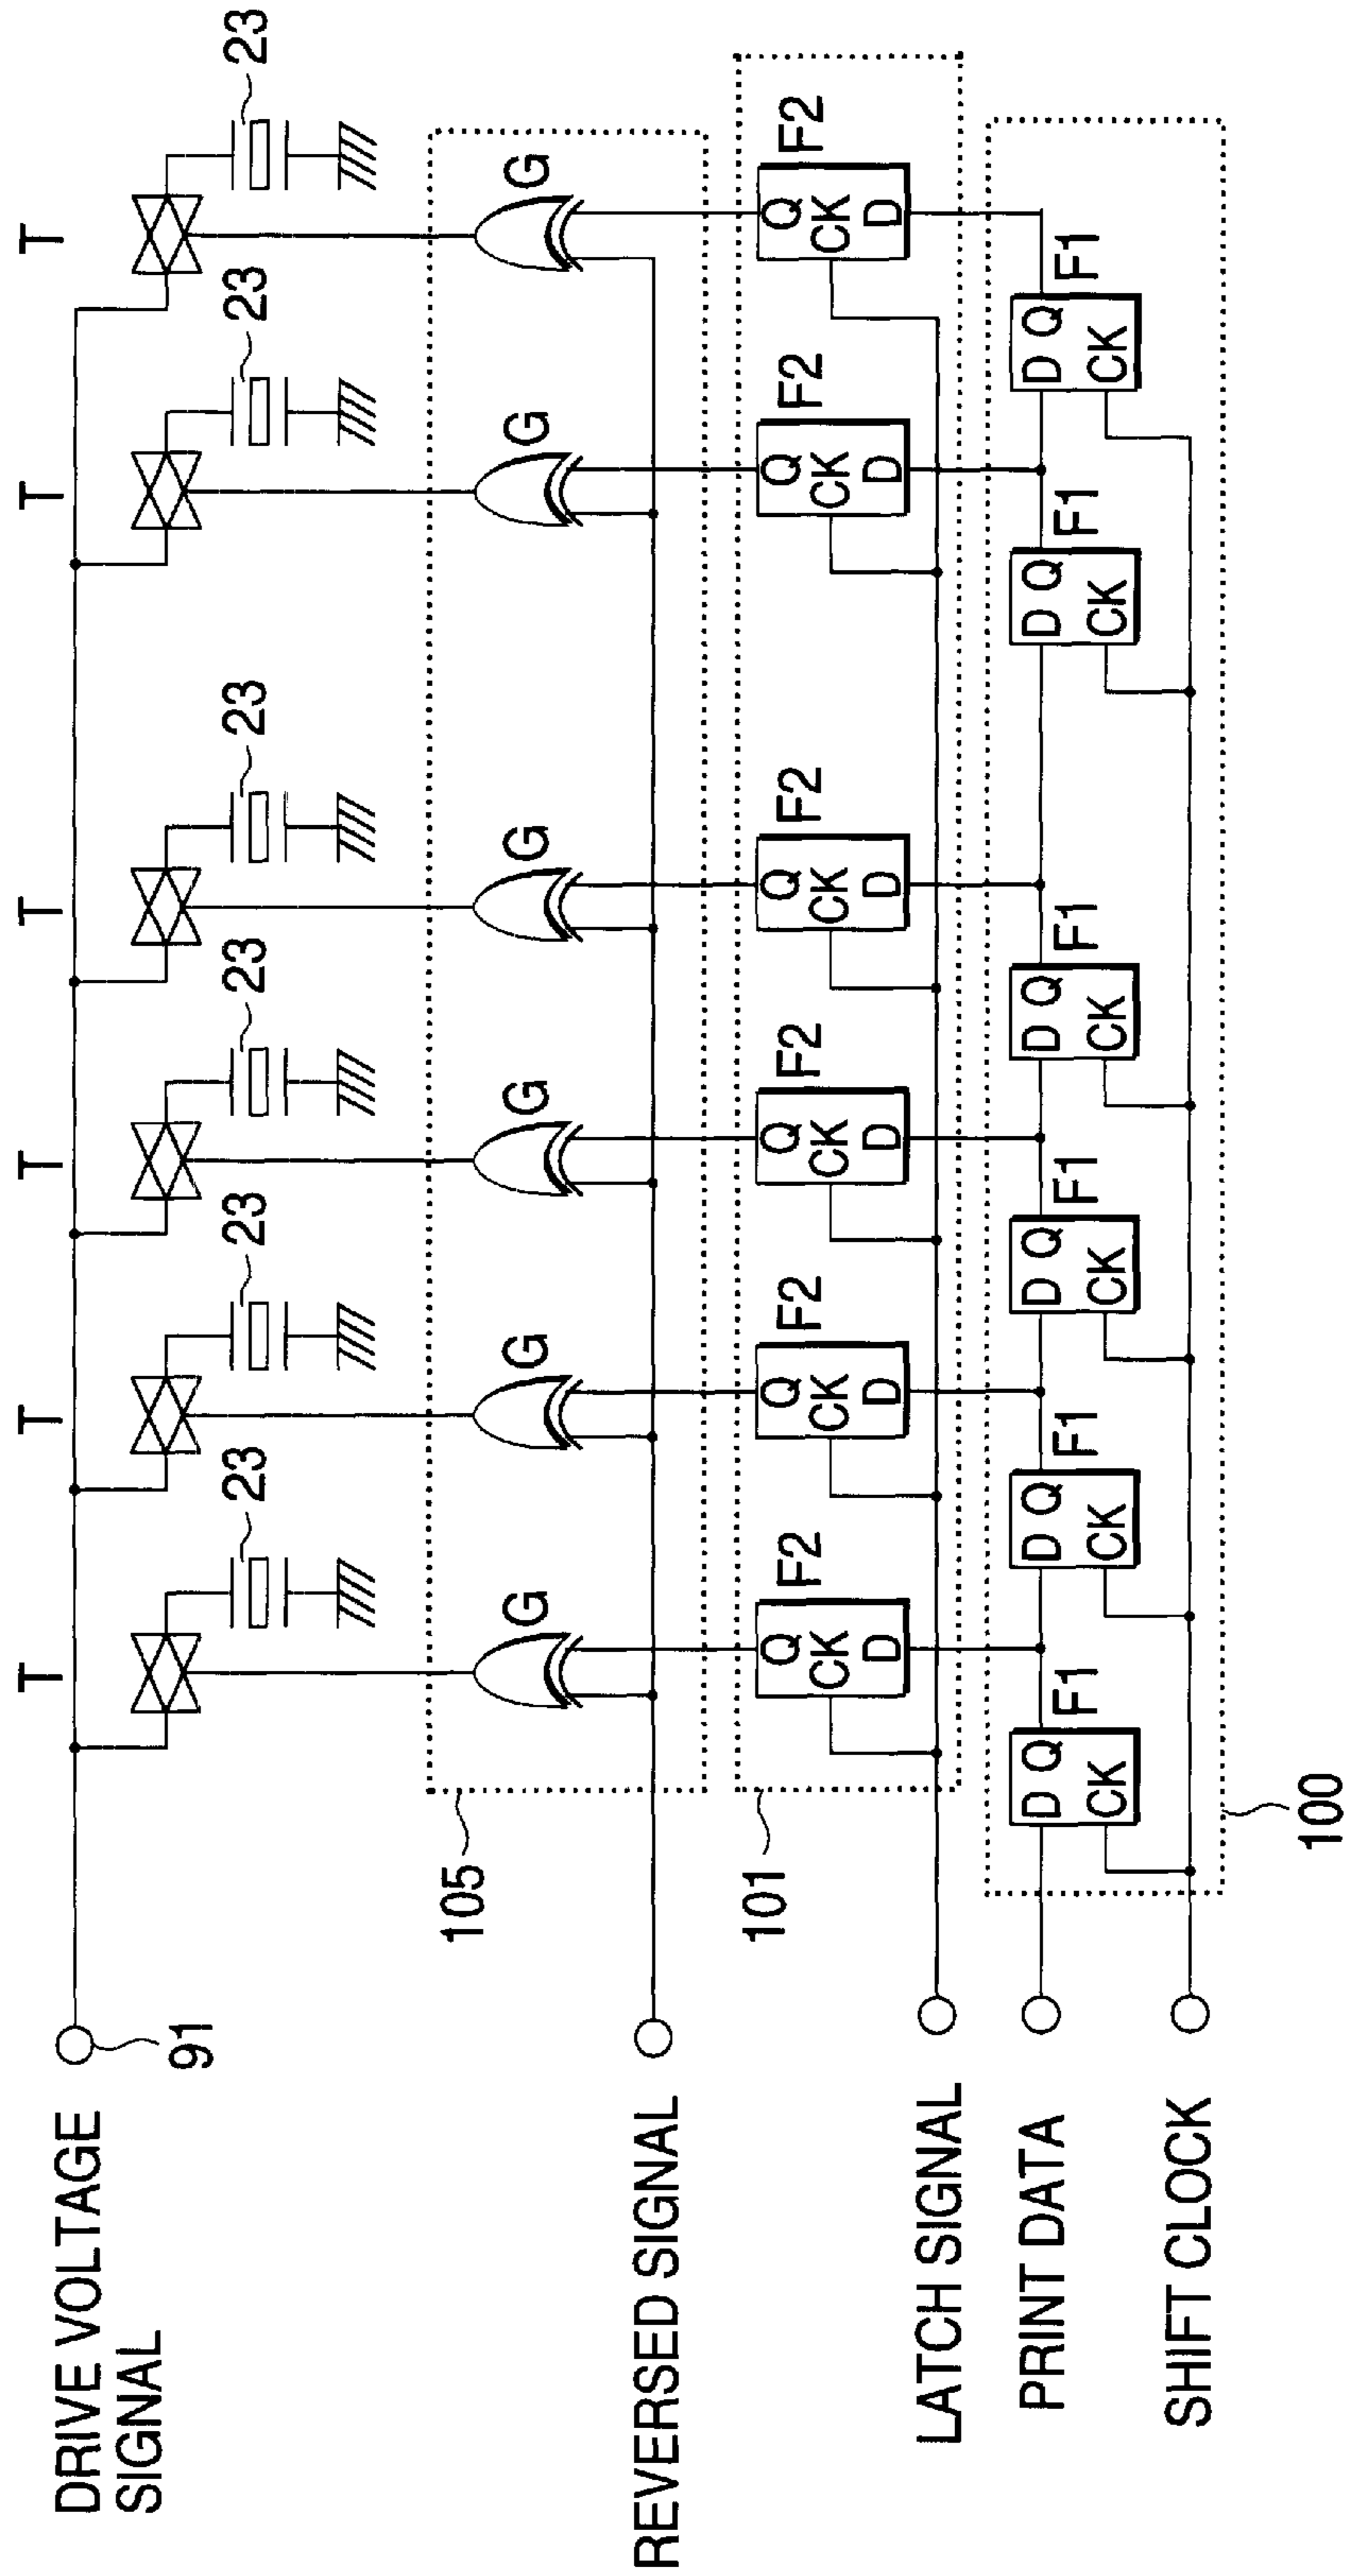 T T T T T T
23 23 23 23 23 23
DRIVE VOLTAGE
SIGNAL
91
105
G G G G G G
REVERSED SIGNAL
101
F2 F2 F2 F2 F2 F2
Q Q Q Q Q Q
CK CK CK CK CK CK
D D D D D D
LATCH SIGNAL
F1 F1 F1 F1 F1 F1
PRINT DATA
D Q D Q D Q D Q D Q D Q
CK CK CK CK CK CK
SHIFT CLOCK
100